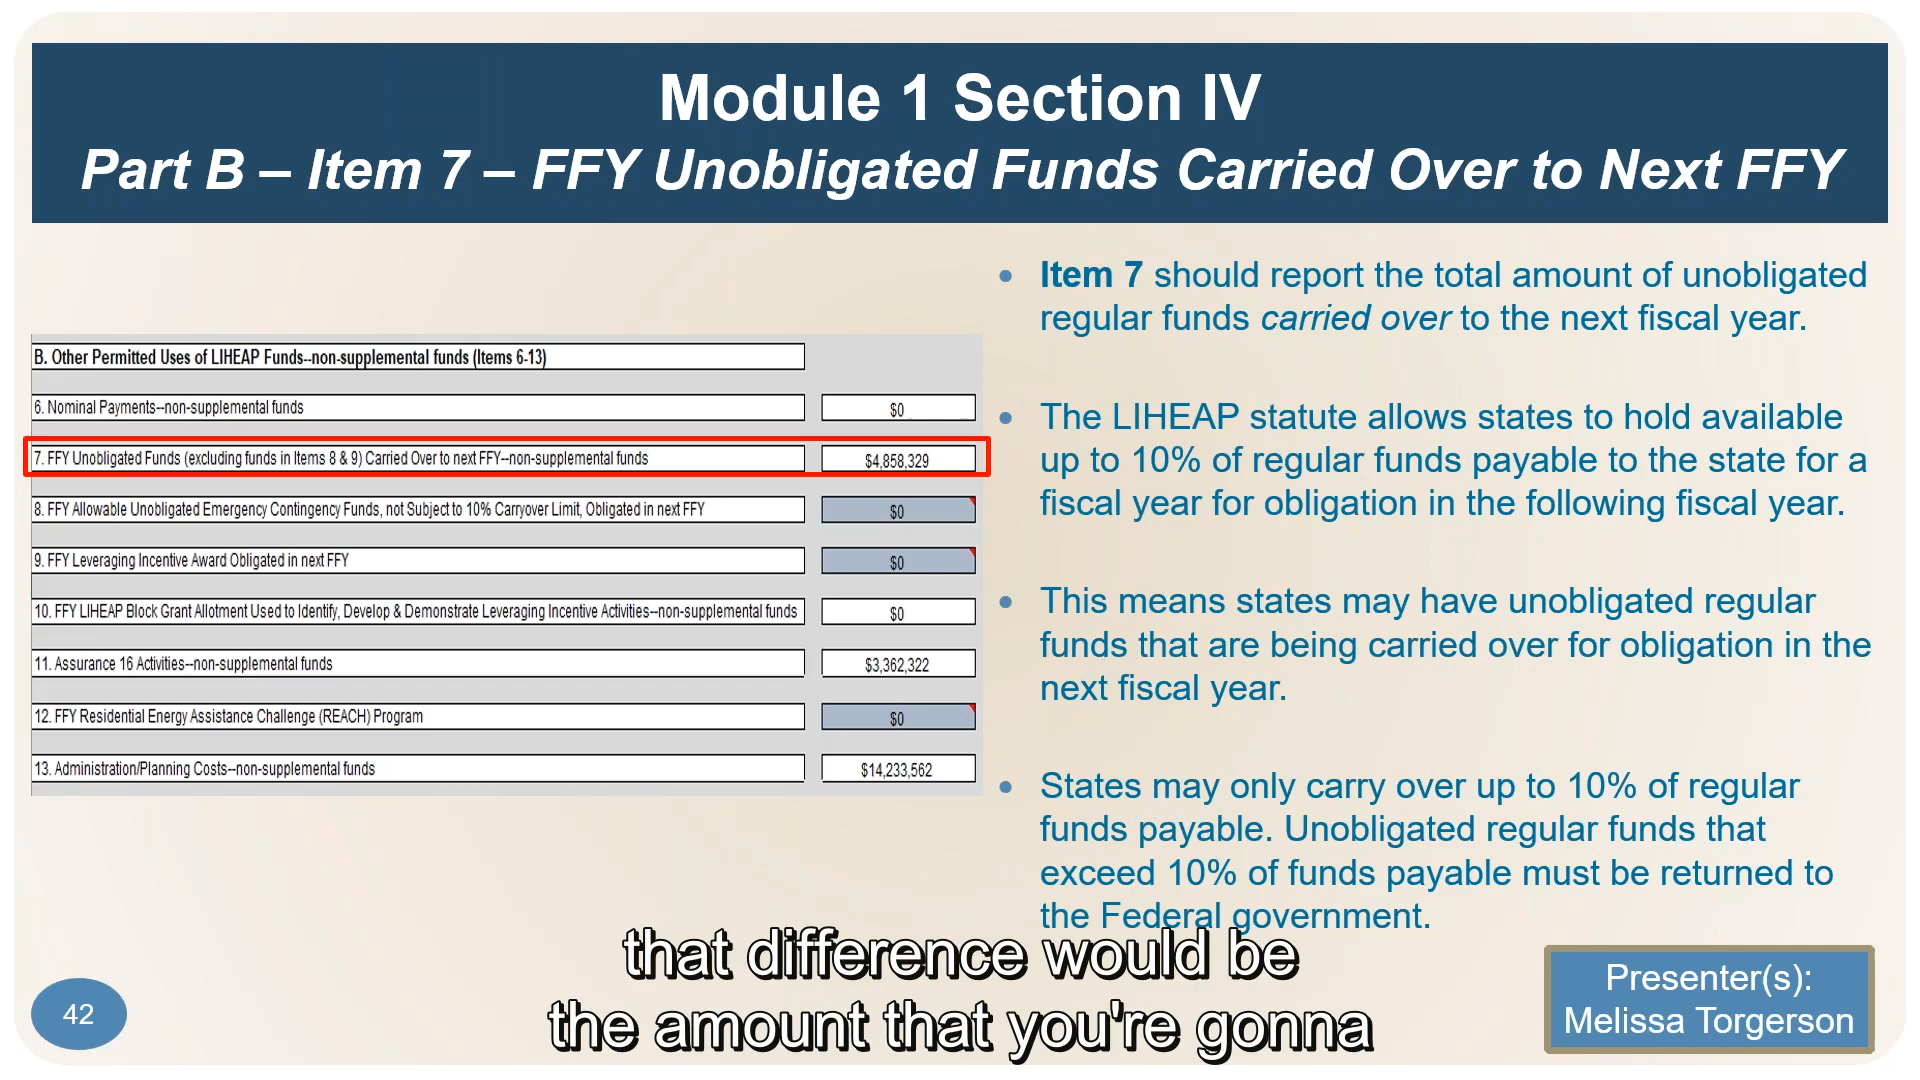 Module 1 Section IV
Part B – Item 7 – FFY Unobligated Funds Carried Over to Next FFY
B. Other Permitted Uses of LIHEAP Funds--non-supplemental funds (Items 6-13)
6. Nominal Payments--non-supplemental funds $0
7. FFY Unobligated Funds (excluding funds in Items 8 & 9) Carried Over to next FFY--non-supplemental funds $4,858,329
8. FFY Allowable Unobligated Emergency Contingency Funds, not Subject to 10% Carryover Limit, Obligated in next FFY $0
9. FFY Leveraging Incentive Award Obligated in next FFY $0
10. FFY LIHEAP Block Grant Allotment Used to Identify, Develop & Demonstrate Leveraging Incentive Activities--non-supplemental funds $0
11. Assurance 16 Activities--non-supplemental funds $3,362,322
12. FFY Residential Energy Assistance Challenge (REACH) Program $0
13. Administration/Planning Costs--non-supplemental funds $14,233,562
• Item 7 should report the total amount of unobligated
regular funds carried over to the next fiscal year.
• The LIHEAP statute allows states to hold available
up to 10% of regular funds payable to the state for a
fiscal year for obligation in the following fiscal year.
• This means states may have unobligated regular
funds that are being carried over for obligation in the
next fiscal year.
• States may only carry over up to 10% of regular
funds payable. Unobligated regular funds that
exceed 10% of funds payable must be returned to
the Federal government.
that difference would be
the amount that you're gonna
42
Presenter(s):
Melissa Torgerson